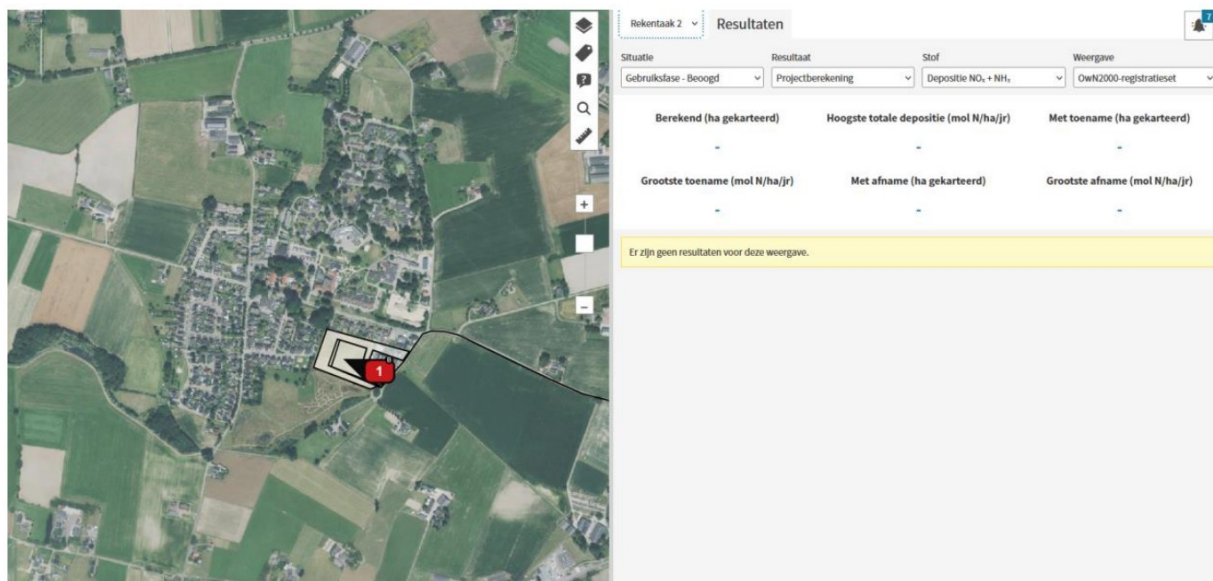 Rekentaak 2
Resultaten
7
Situatie
Resultaat
Stof
Weergave
Gebruiksfase - Beoogd
Projectberekening
Depositie NOₓ + NH₃
OwN2000-registratieset
Berekend (ha gekarteerd)
Hoogste totale depositie (mol N/ha/jr)
Met toename (ha gekarteerd)
-
-
-
Grootste toename (mol N/ha/jr)
Met afname (ha gekarteerd)
Grootste afname (mol N/ha/jr)
-
-
-
Er zijn geen resultaten voor deze weergave.
?
+
–
1